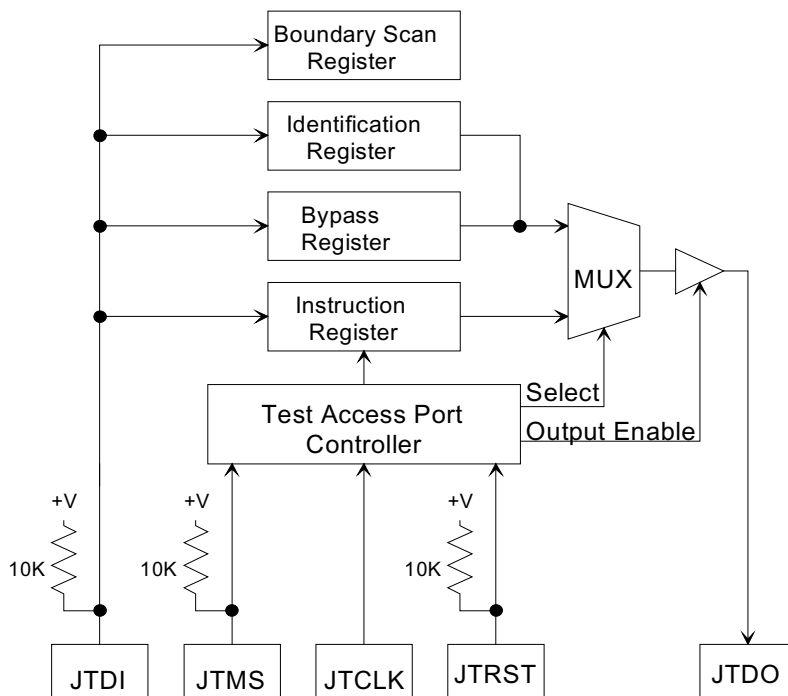 Boundary Scan
Register
Identification
Register
Bypass
Register
Instruction
Register
MUX
Test Access Port
Controller
Select
Output Enable
+V
10K
+V
10K
+V
10K
JTDI
JTMS
JTCLK
JTRST
JTDO